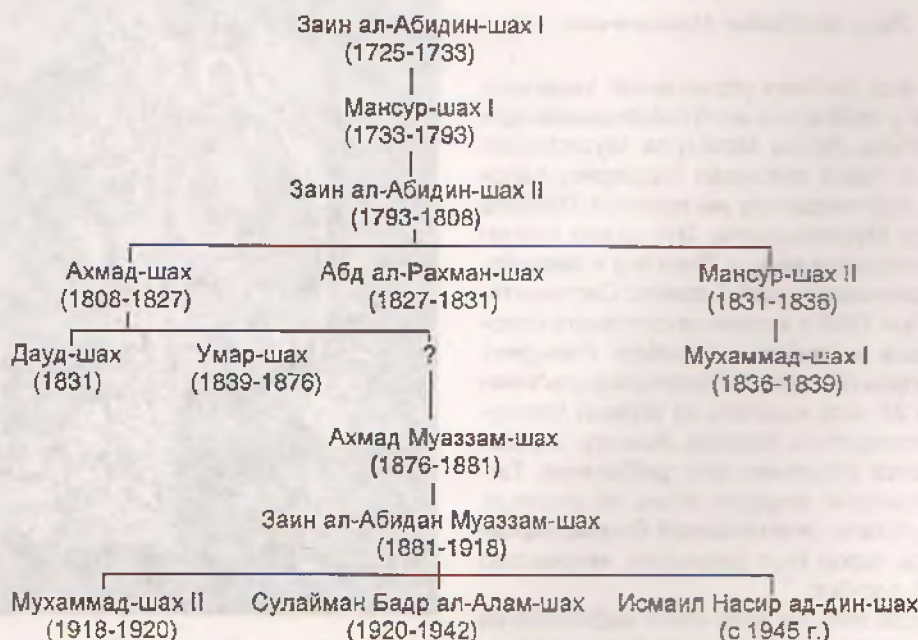 Заин ал-Абидин-шах I
(1725-1733)
Мансур-шах I
(1733-1793)
Заин ал-Абидин-шах II
(1793-1808)
Ахмад-шах Абд ал-Рахман-шах Мансур-шах II
(1808-1827) (1827-1831) (1831-1836)
Дауд-шах Умар-шах ? Мухаммад-шах I
(1831) (1839-1876) (1836-1839)
Ахмад Муаззам-шах
(1876-1881)
Заин ал-Абидан Муаззам-шах
(1881-1918)
Мухаммад-шах II Сулайман Бадр ал-Алам-шах Исмаил Насир ад-дин-шах
(1918-1920) (1920-1942) (с 1945 г.)